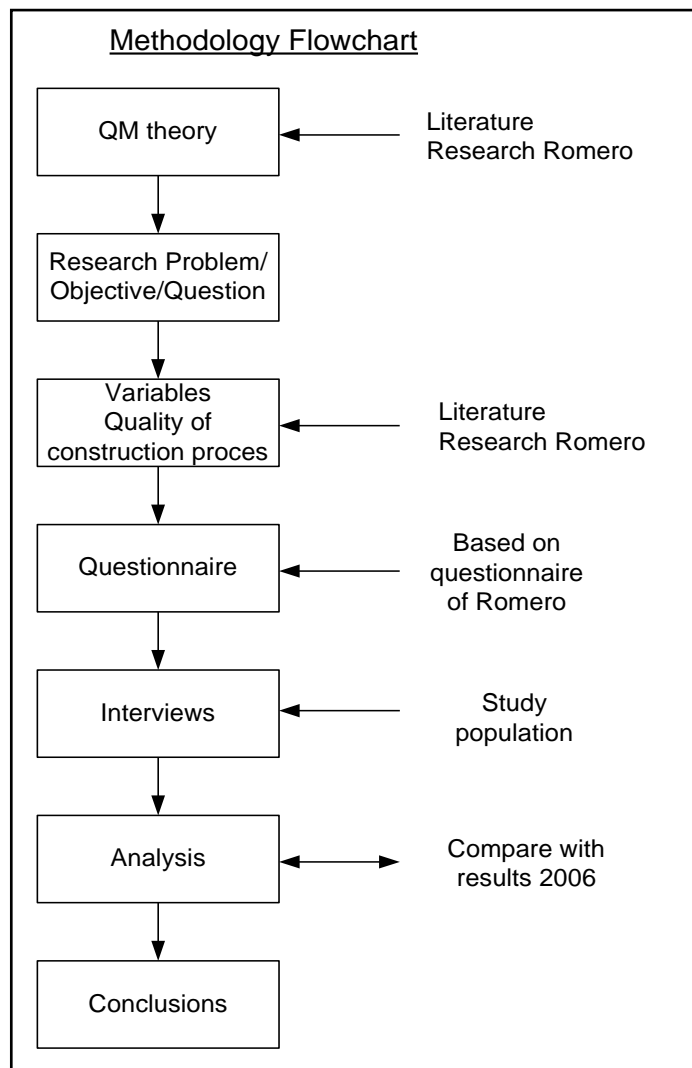 Methodology Flowchart
QM theory
Literature
Research Romero
Research Problem/
Objective/Question
Variables
Quality of
construction proces
Literature
Research Romero
Questionnaire
Based on
questionnaire
of Romero
Interviews
Study
population
Analysis
Compare with
results 2006
Conclusions